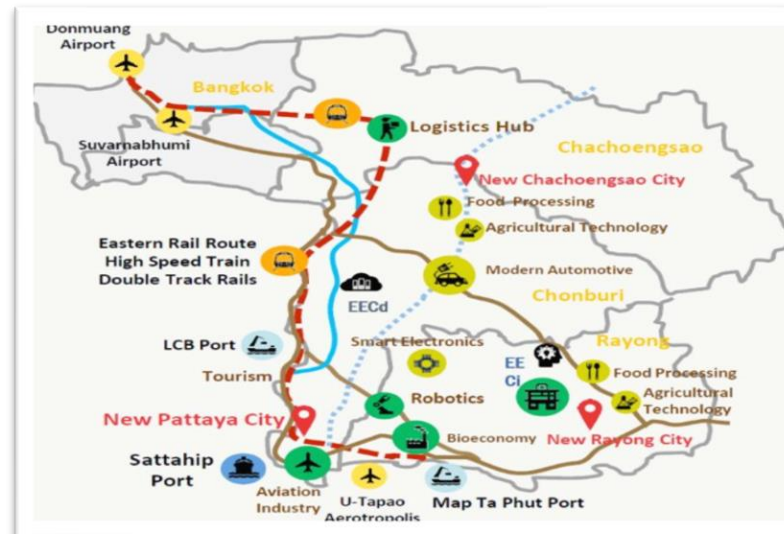 Donmuang
Airport
Bangkok
Suvarnabhumi
Airport
Logistics Hub
Chachoengsao
New Chachoengsao City
Food Processing
Agricultural Technology
Eastern Rail Route
High Speed Train
Double Track Rails
Modern Automotive
EECd
Chonburi
LCB Port
Smart Electronics
Rayong
EE
Ci
Tourism
Food Processing
Robotics
Agricultural
Technology
New Pattaya City
Bioeconomy
New Rayong City
Sattahip
Port
Aviation
Industry
U-Tapao
Aerotropolis
Map Ta Phut Port